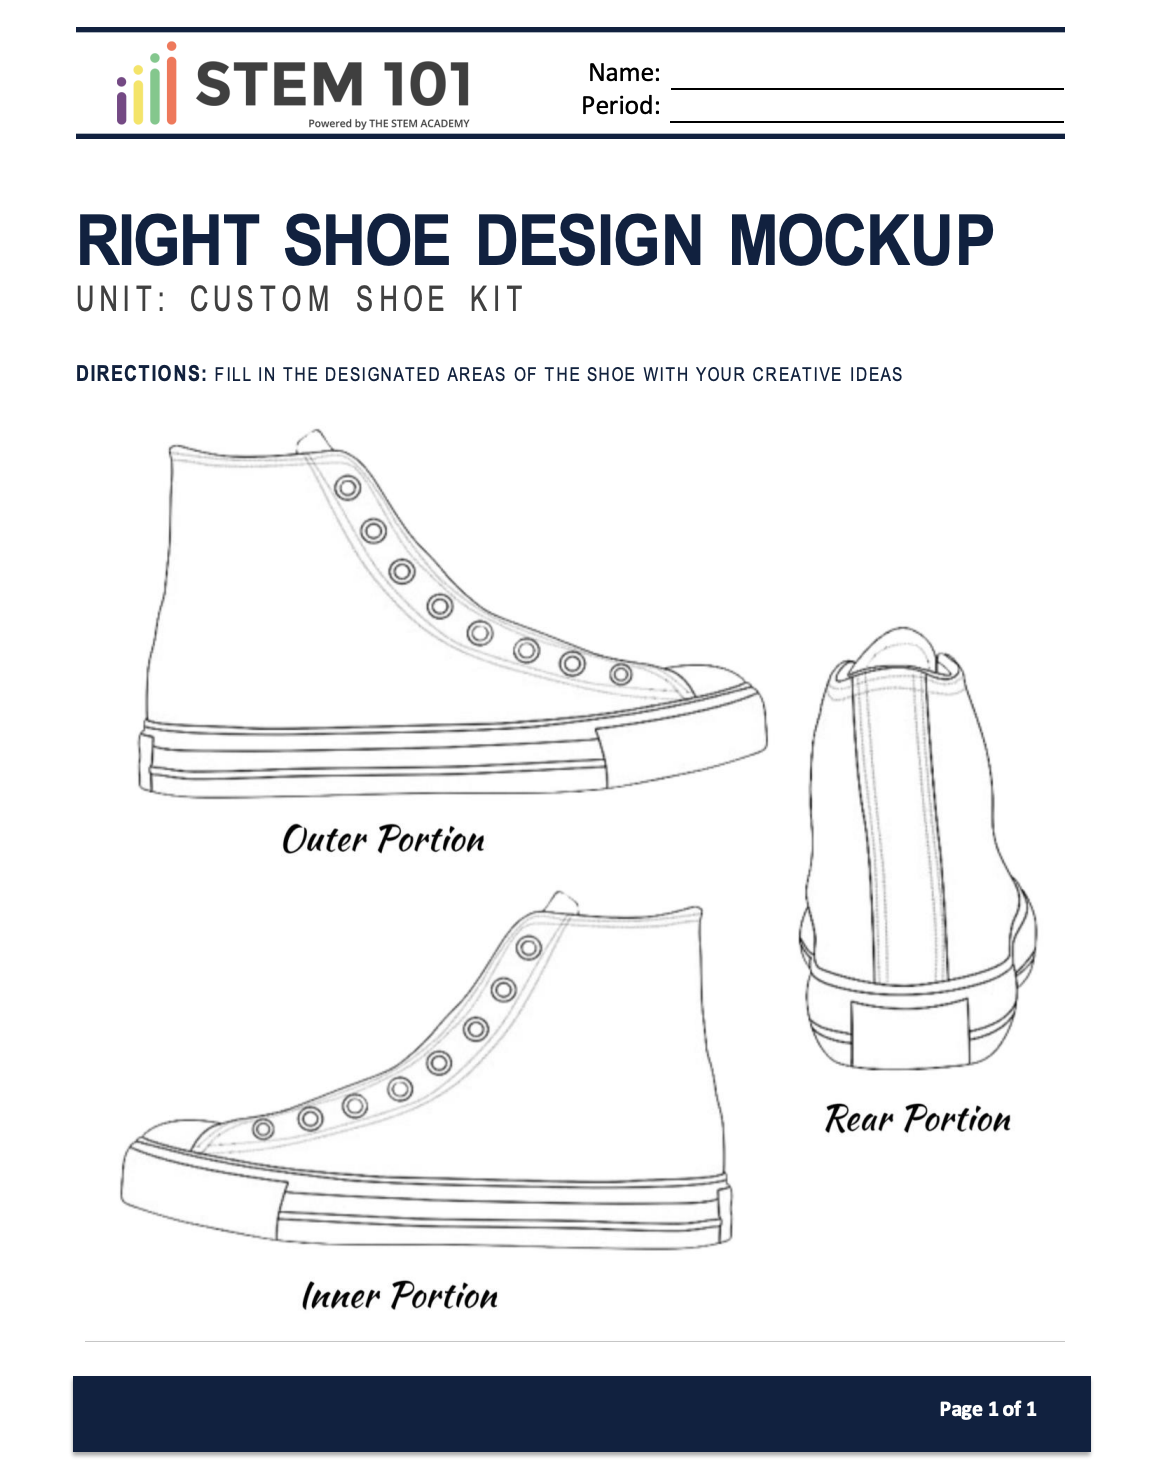 STEM 101
Powered by THE STEM ACADEMY
Name:
Period:
RIGHT SHOE DESIGN MOCKUP
UNIT: CUSTOM SHOE KIT
DIRECTIONS: FILL IN THE DESIGNATED AREAS OF THE SHOE WITH YOUR CREATIVE IDEAS
Outer Portion
Rear Portion
Inner Portion
Page 1 of 1